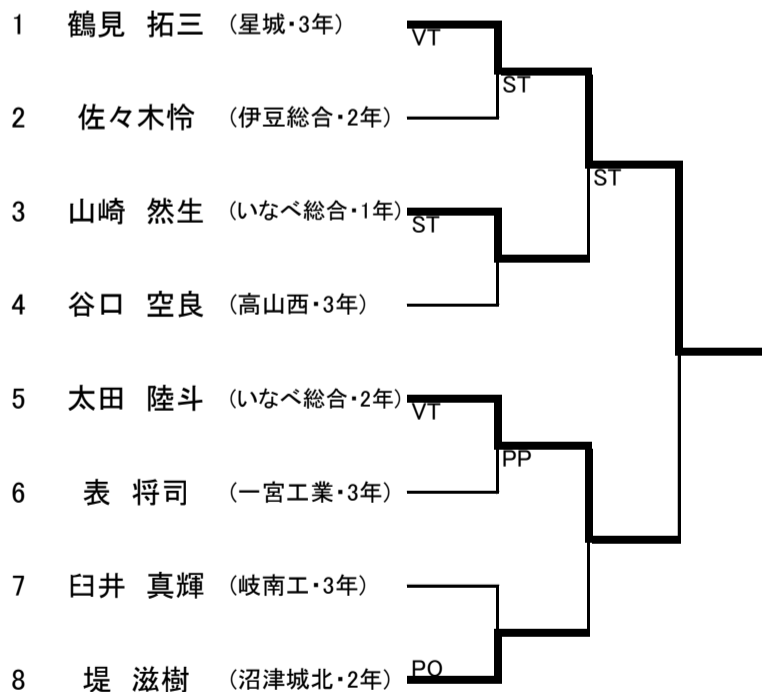 1 鶴見 拓三 (星城・3年)
VT
ST
2 佐々木怜 (伊豆総合・2年)
ST
3 山崎 然生 (いなべ総合・1年)
ST
4 谷口 空良 (高山西・3年)
5 太田 陸斗 (いなべ総合・2年)
VT
PP
6 表 将司 (一宮工業・3年)
7 臼井 真輝 (岐南工・3年)
PO
8 堤 滋樹 (沼津城北・2年)